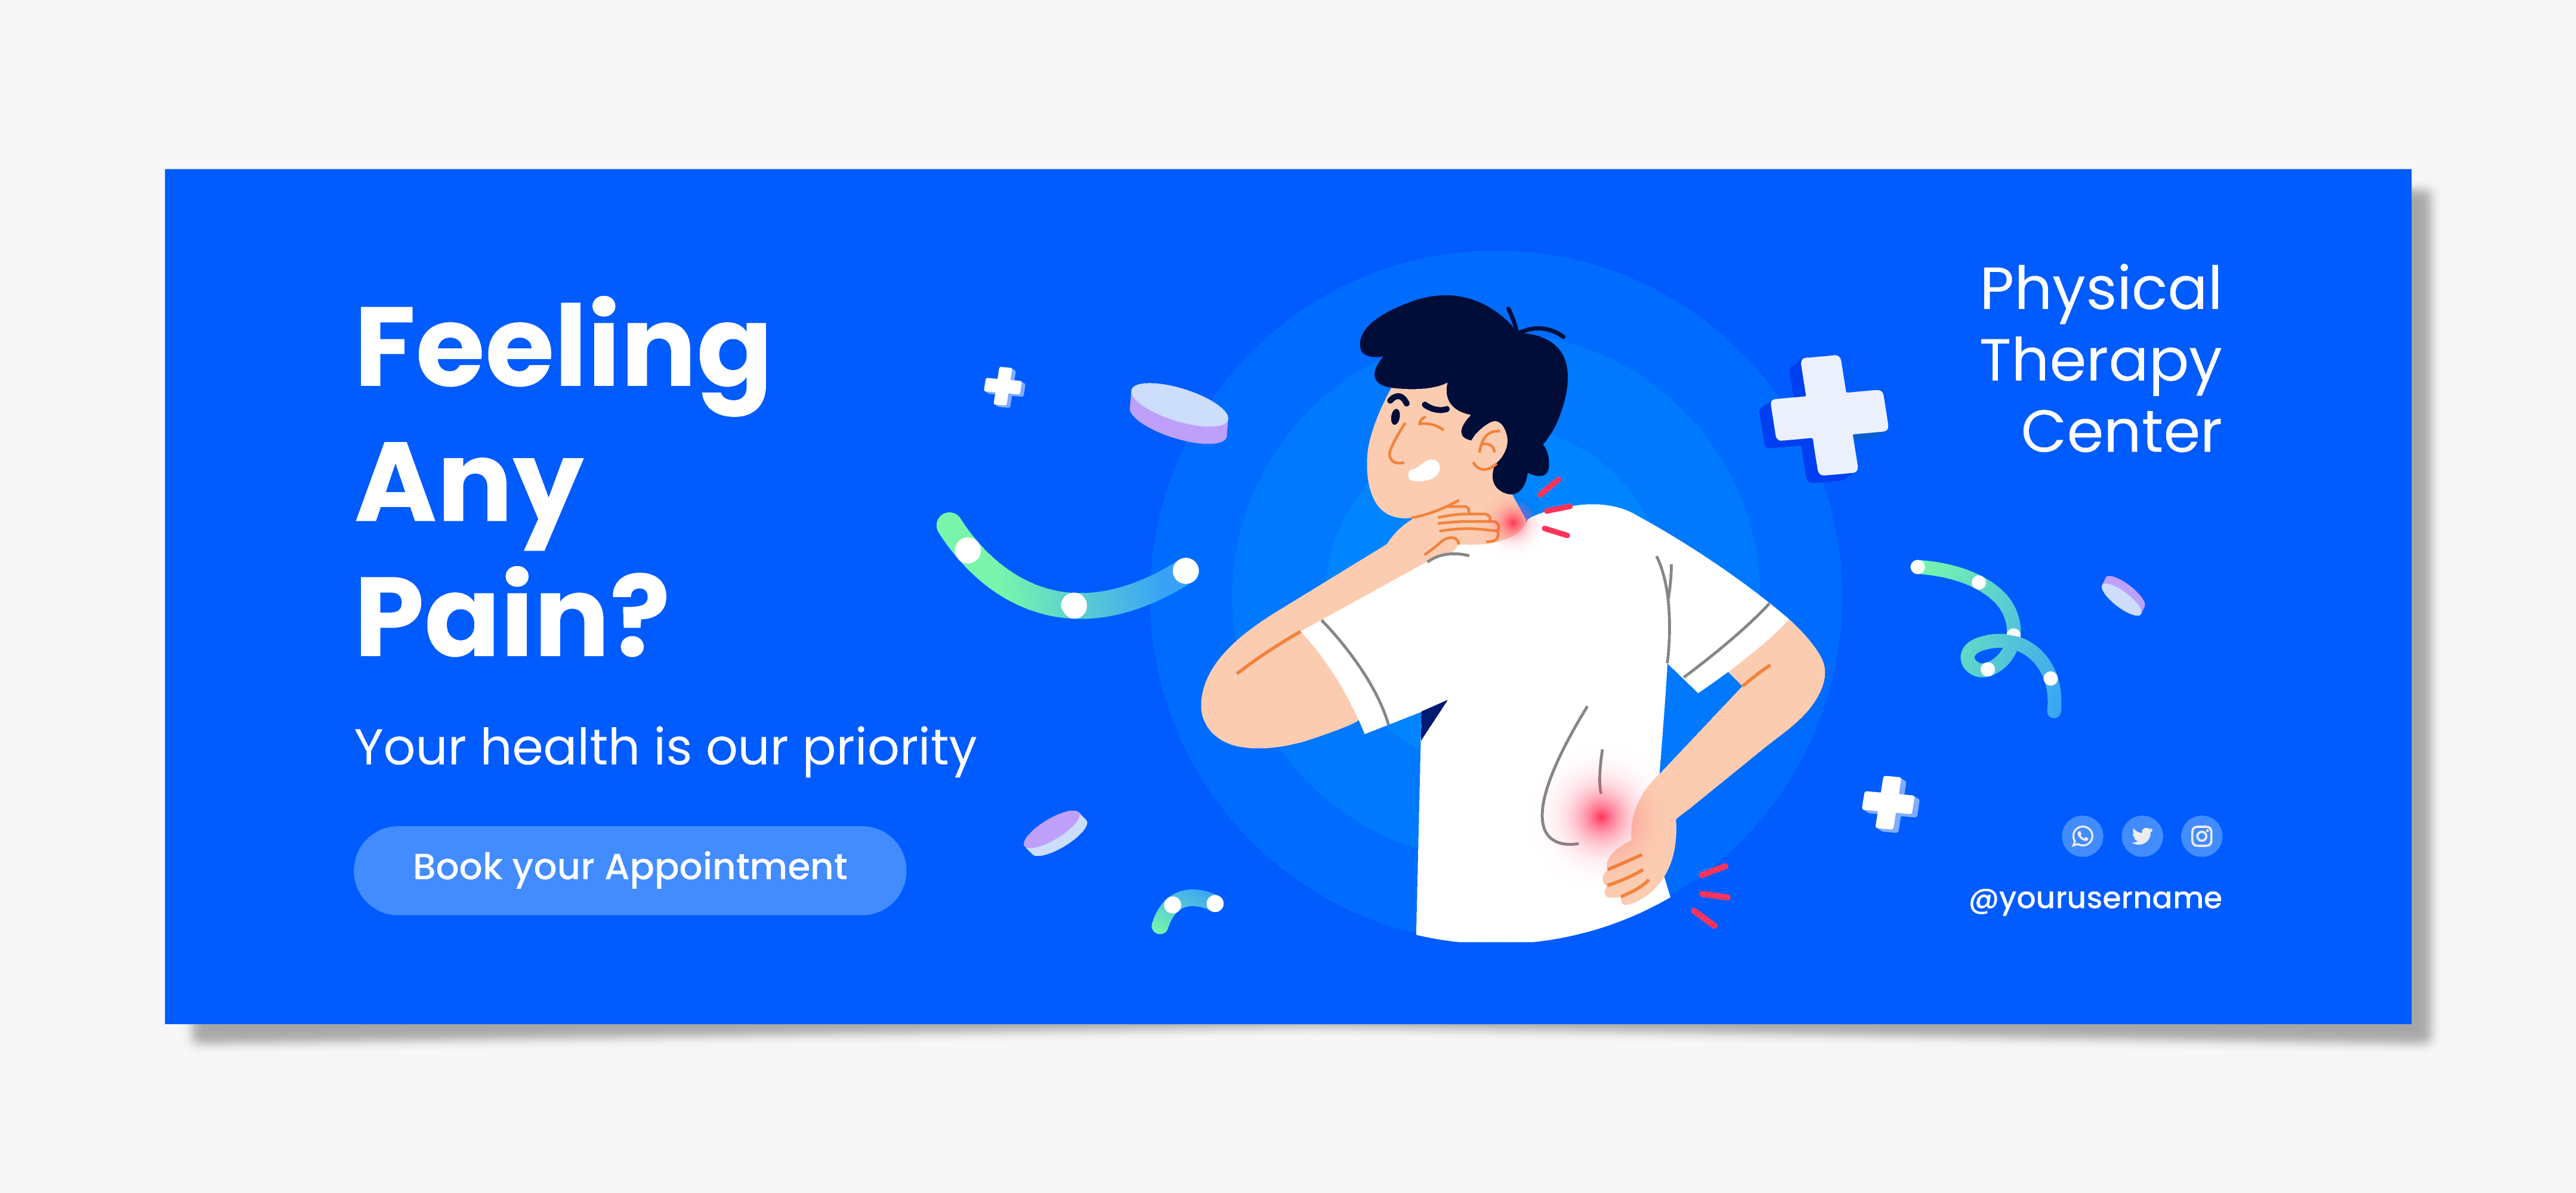 Feeling
Any
Pain?
Your health is our priority
Book your Appointment
Physical
Therapy
Center
@yourusername